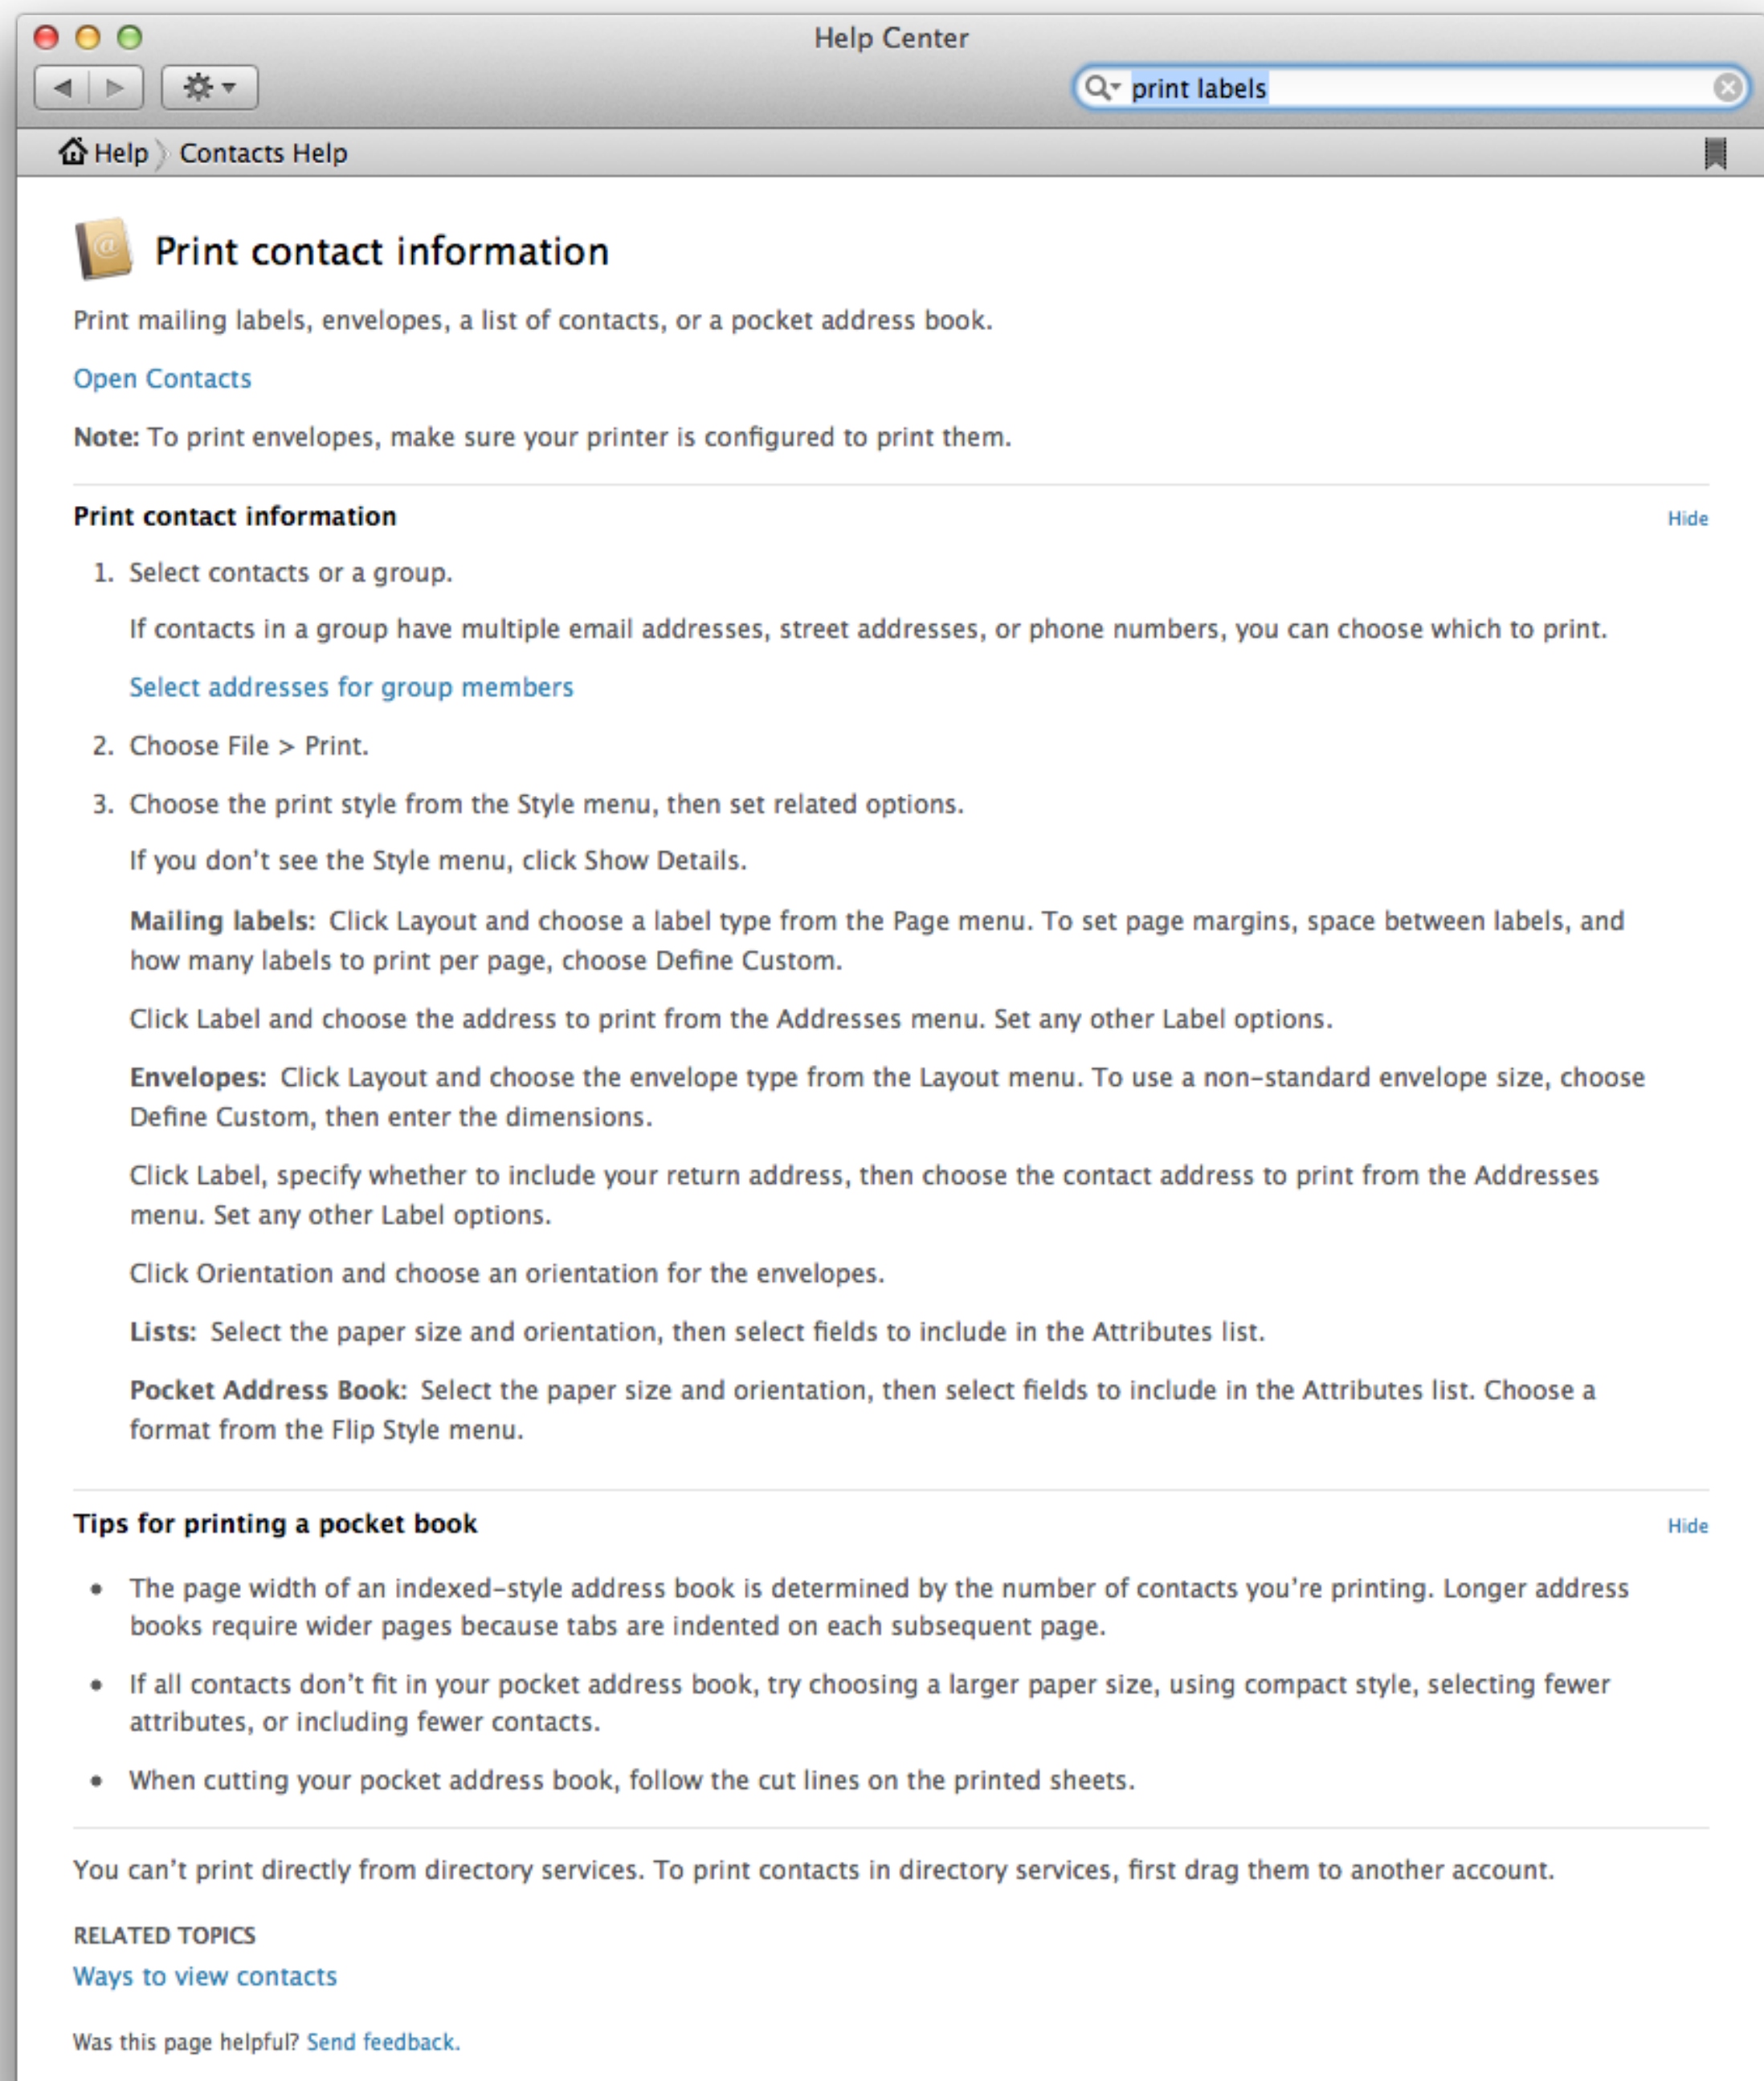 Help Center
print labels
Help
Contacts Help
Print contact information
Print mailing labels, envelopes, a list of contacts, or a pocket address book.
Open Contacts
Note: To print envelopes, make sure your printer is configured to print them.
Print contact information
Hide
1. Select contacts or a group.
If contacts in a group have multiple email addresses, street addresses, or phone numbers, you can choose which to print.
Select addresses for group members
2. Choose File > Print.
3. Choose the print style from the Style menu, then set related options.
If you don't see the Style menu, click Show Details.
Mailing labels: Click Layout and choose a label type from the Page menu. To set page margins, space between labels, and
how many labels to print per page, choose Define Custom.
Click Label and choose the address to print from the Addresses menu. Set any other Label options.
Envelopes: Click Layout and choose the envelope type from the Layout menu. To use a non-standard envelope size, choose
Define Custom, then enter the dimensions.
Click Label, specify whether to include your return address, then choose the contact address to print from the Addresses
menu. Set any other Label options.
Click Orientation and choose an orientation for the envelopes.
Lists: Select the paper size and orientation, then select fields to include in the Attributes list.
Pocket Address Book: Select the paper size and orientation, then select fields to include in the Attributes list. Choose a
format from the Flip Style menu.
Tips for printing a pocket book
Hide
• The page width of an indexed-style address book is determined by the number of contacts you're printing. Longer address
books require wider pages because tabs are indented on each subsequent page.
• If all contacts don't fit in your pocket address book, try choosing a larger paper size, using compact style, selecting fewer
attributes, or including fewer contacts.
• When cutting your pocket address book, follow the cut lines on the printed sheets.
You can't print directly from directory services. To print contacts in directory services, first drag them to another account.
RELATED TOPICS
Ways to view contacts
Was this page helpful? Send feedback.